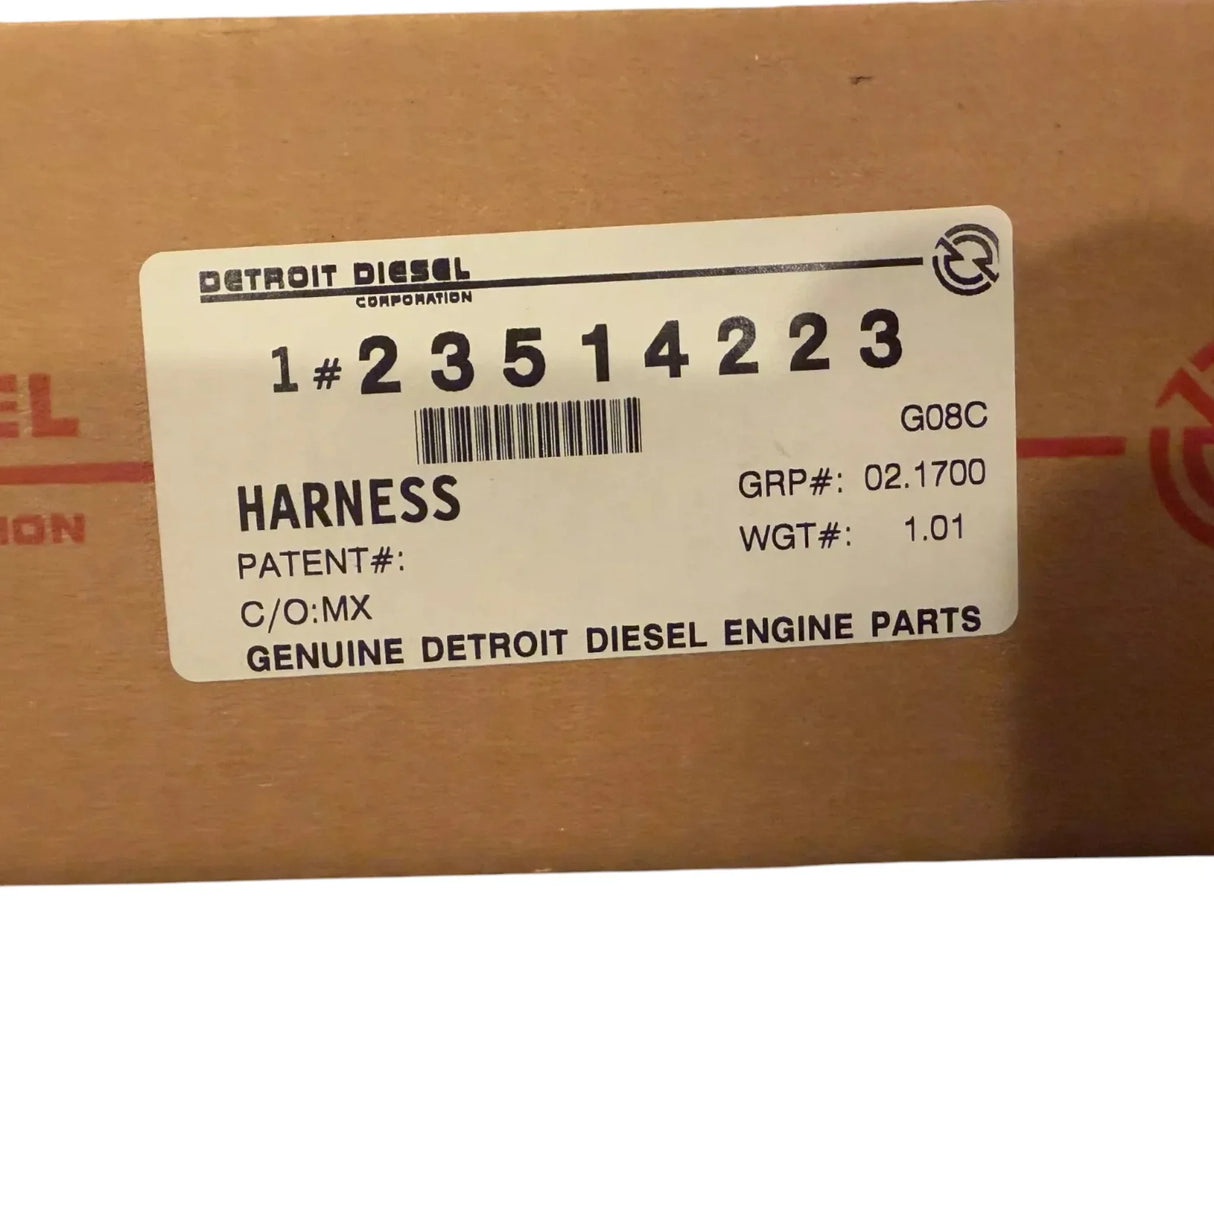 DETROIT DIESEL
CORPORATION
1#23514223
G08C
HARNESS
GRP#: 02.1700
PATENT#:
WGT#: 1.01
C/O:MX
GENUINE DETROIT DIESEL ENGINE PARTS
EL
ION